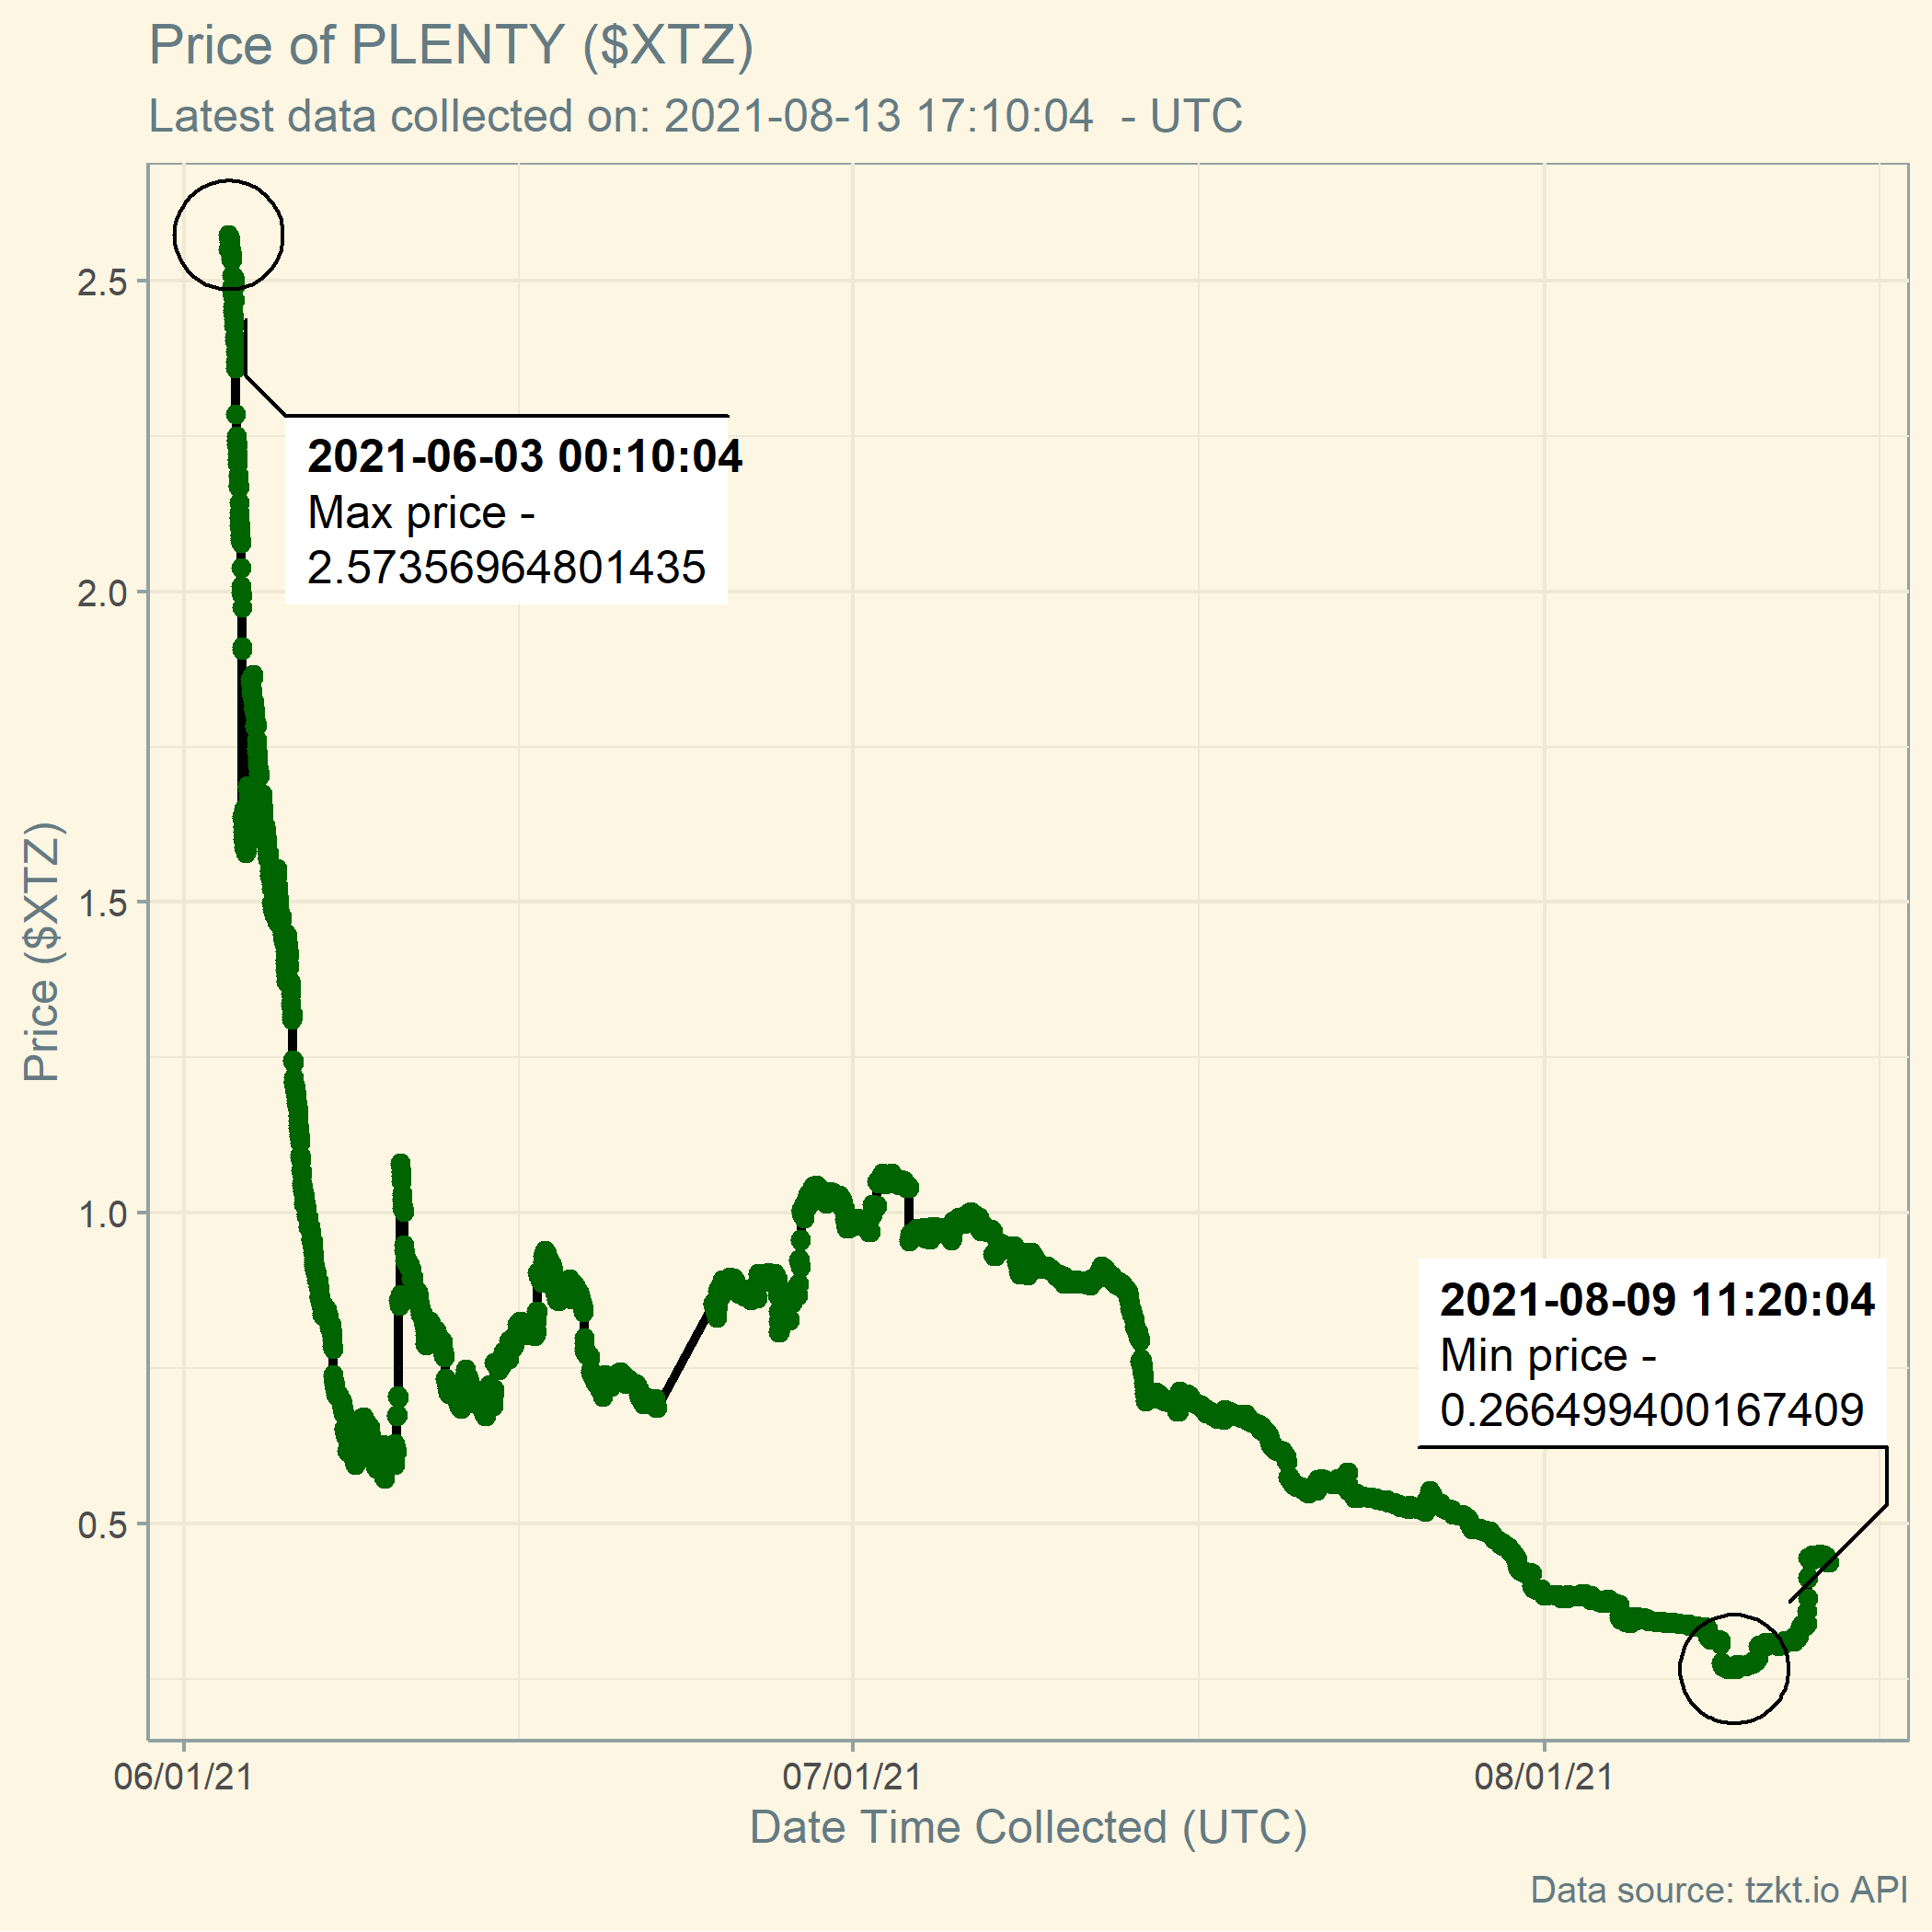 Price of PLENTY ($XTZ)
Latest data collected on: 2021-08-13 17:10:04  - UTC
2.5
2.0
1.5
1.0
0.5
Price ($XTZ)
2021-06-03 00:10:04
Max price -
2.57356964801435
2021-08-09 11:20:04
Min price -
0.266499400167409
06/01/21
07/01/21
08/01/21
Date Time Collected (UTC)
Data source: tzkt.io API